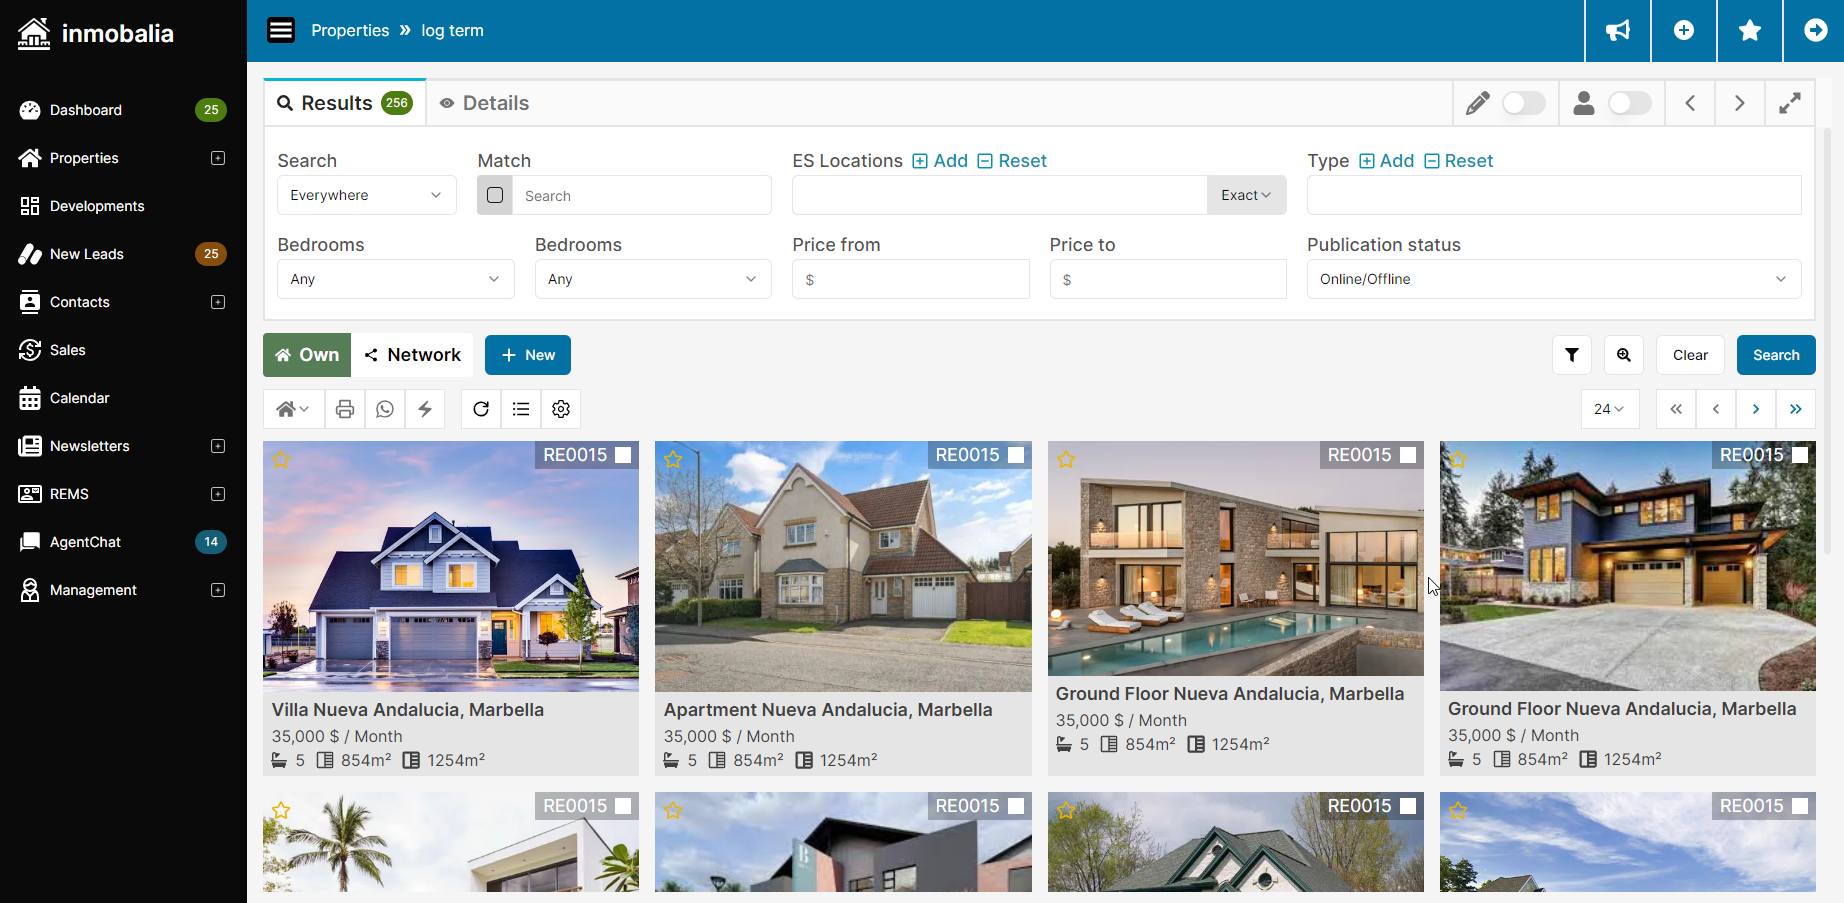 inmobalia
Properties » log term
Dashboard 25
Properties
Developments
New Leads 25
Contacts
Sales
Calendar
Newsletters
REMS
AgentChat 14
Management
Results 256 Details
Search Match ES Locations Add Reset Type Add Reset
Everywhere Search Exact
Bedrooms Bedrooms Price from Price to Publication status
Any Any $ $ Online/Offline
Own Network New Clear Search
24
RE0015 RE0015 RE0015 RE0015
Villa Nueva Andalucia, Marbella
35,000 $ / Month
5 854m² 1254m²
Apartment Nueva Andalucia, Marbella
35,000 $ / Month
5 854m² 1254m²
Ground Floor Nueva Andalucia, Marbella
35,000 $ / Month
5 854m² 1254m²
Ground Floor Nueva Andalucia, Marbella
35,000 $ / Month
5 854m² 1254m²
RE0015 RE0015 RE0015 RE0015